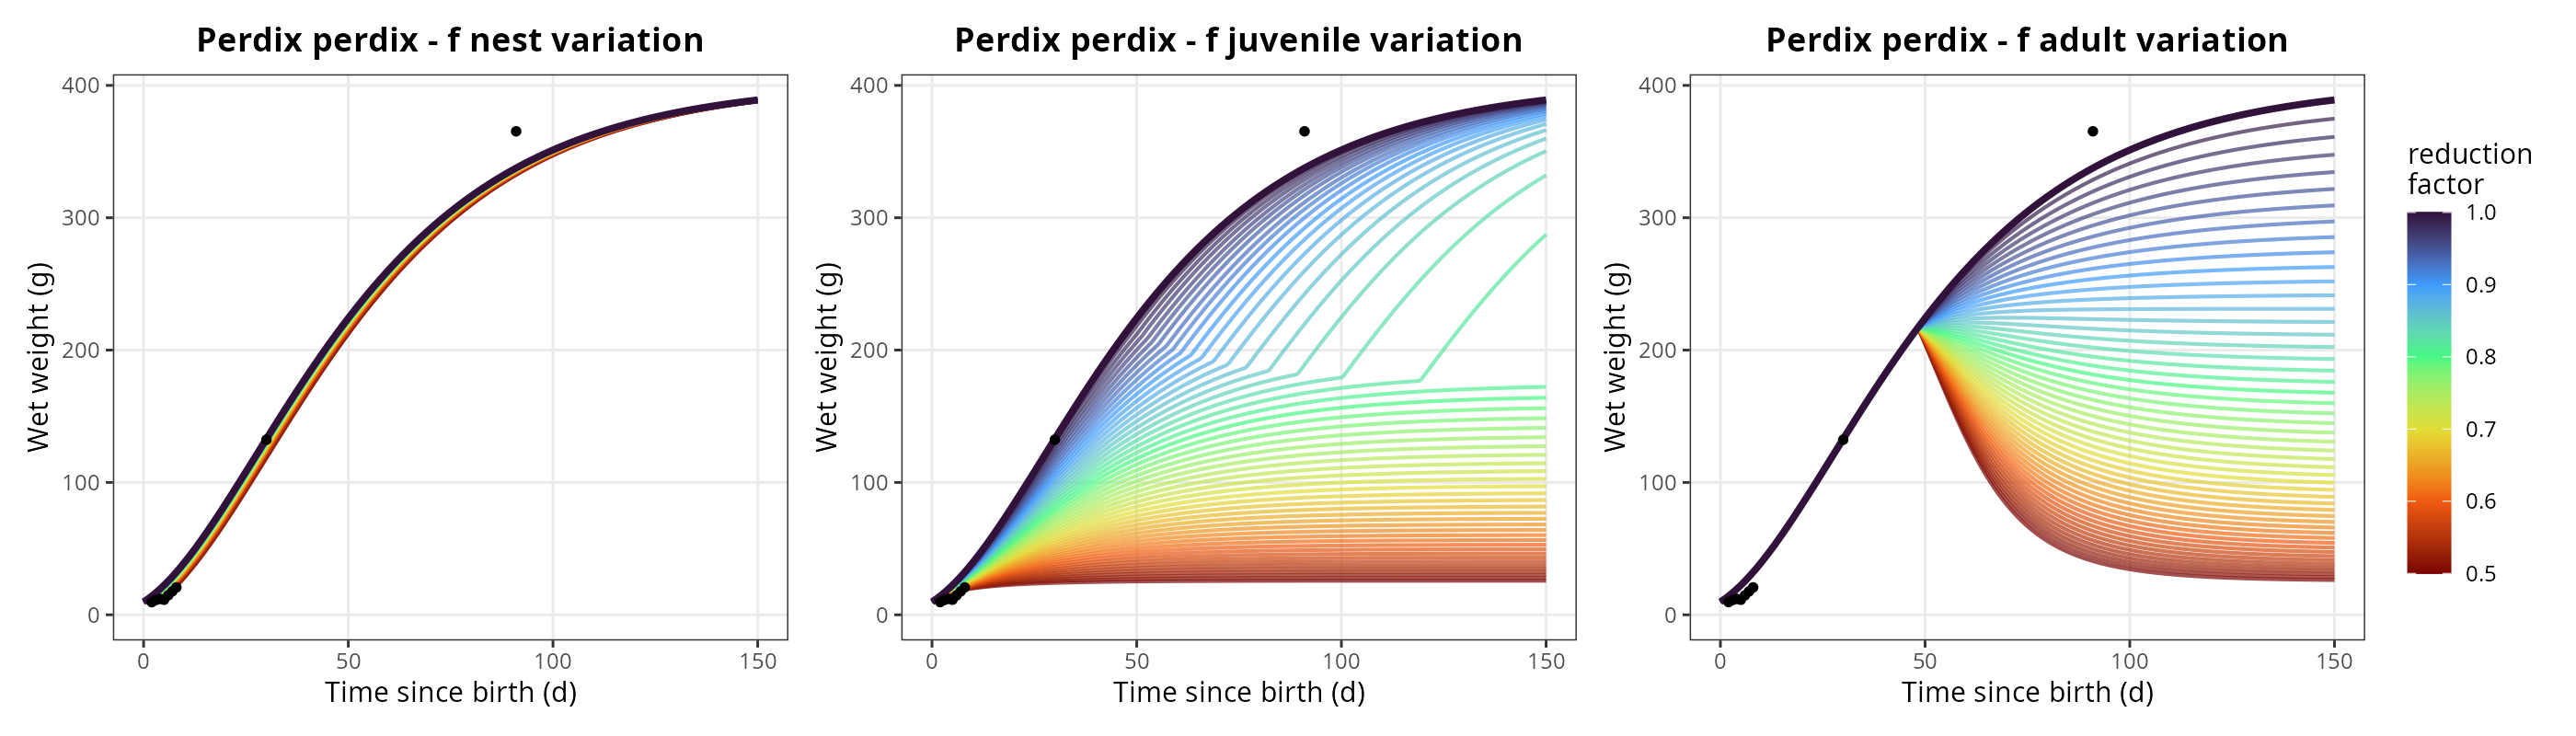 Perdix perdix - f nest variation
Perdix perdix - f juvenile variation
Perdix perdix - f adult variation
Wet weight (g)
400
300
200
100
0
0 50 100 150
Time since birth (d)
Wet weight (g)
400
300
200
100
0
0 50 100 150
Time since birth (d)
Wet weight (g)
400
300
200
100
0
0 50 100 150
Time since birth (d)
reduction
factor
1.0
0.9
0.8
0.7
0.6
0.5